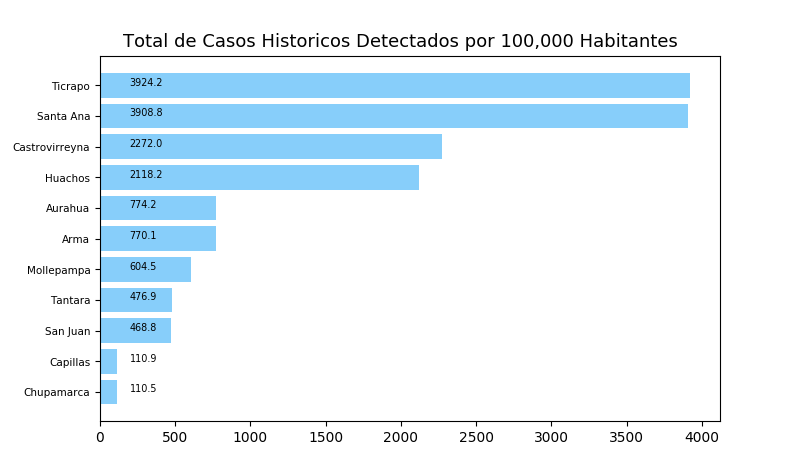 Total de Casos Historicos Detectados por 100,000 Habitantes
Ticrapo 3924.2
Santa Ana 3908.8
Castrovirreyna 2272.0
Huachos 2118.2
Aurahua 774.2
Arma 770.1
Mollepampa 604.5
Tantara 476.9
San Juan 468.8
Capillas 110.9
Chupamarca 110.5
0 500 1000 1500 2000 2500 3000 3500 4000